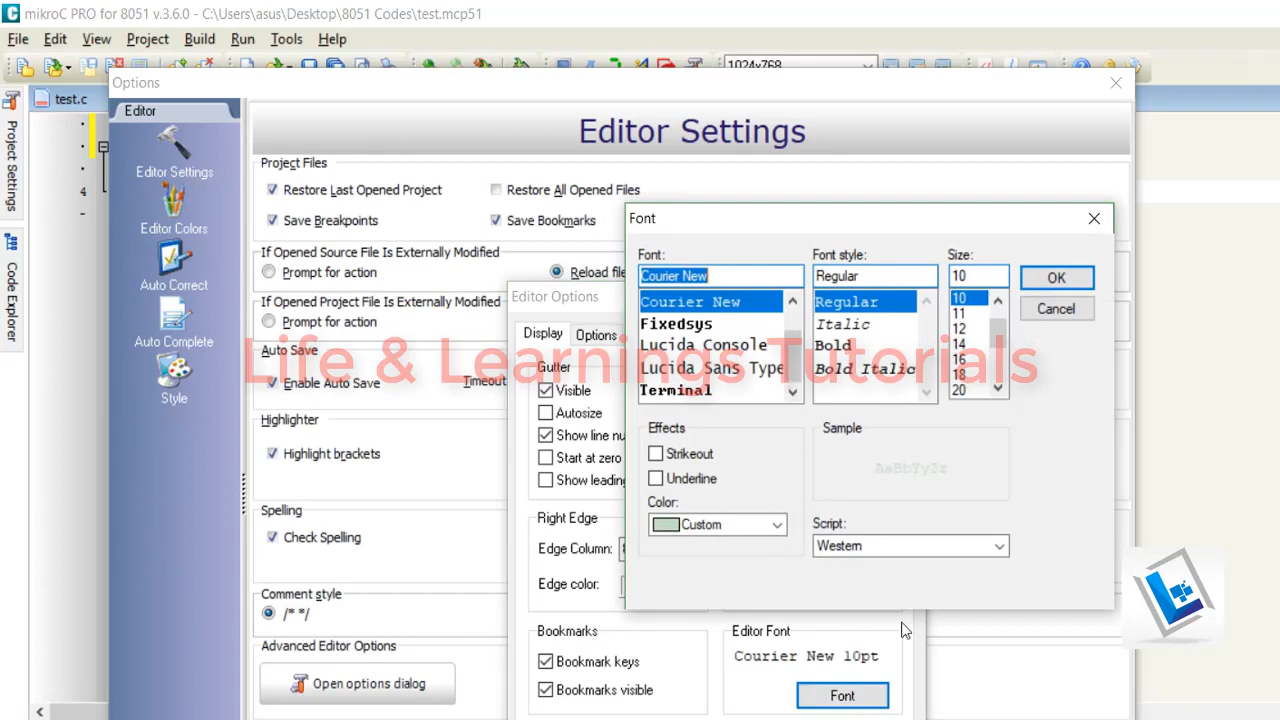 mikroC PRO for 8051 v.3.6.0 - C:\Users\asus\Desktop\8051 Codes\test.mcp51
File Edit View Project Build Run Tools Help
1024x768
Options
test.c
Project Settings
Code Explorer
4
Editor
Editor Settings
Editor Colors
Auto Correct
Auto Complete
Style
Editor Settings
Project Files
Restore Last Opened Project
Restore All Opened Files
Save Breakpoints
Save Bookmarks
If Opened Source File Is Externally Modified
Prompt for action
Reload file
If Opened Project File Is Externally Modified
Prompt for action
Auto Save
Enable Auto Save
Timeout
Highlighter
Highlight brackets
Spelling
Check Spelling
Comment style
/* */
Advanced Editor Options
Open options dialog
Editor Options
Display
Options
Gutter
Visible
Autosize
Show line nu
Start at zero
Show leading
Right Edge
Edge Column:
Edge color:
Bookmarks
Bookmark keys
Bookmarks visible
Editor Font
Courier New 10pt
Font
Font
Font:
Courier New
Courier New
Fixedsys
Lucida Console
Lucida Sans Type
Terminal
Font style:
Regular
Regular
Italic
Bold
Bold Italic
Size:
10
10
11
12
14
16
18
20
OK
Cancel
Effects
Strikeout
Underline
Color:
Custom
Sample
AaBbYyZz
Script:
Western
Life & Learnings Tutorials